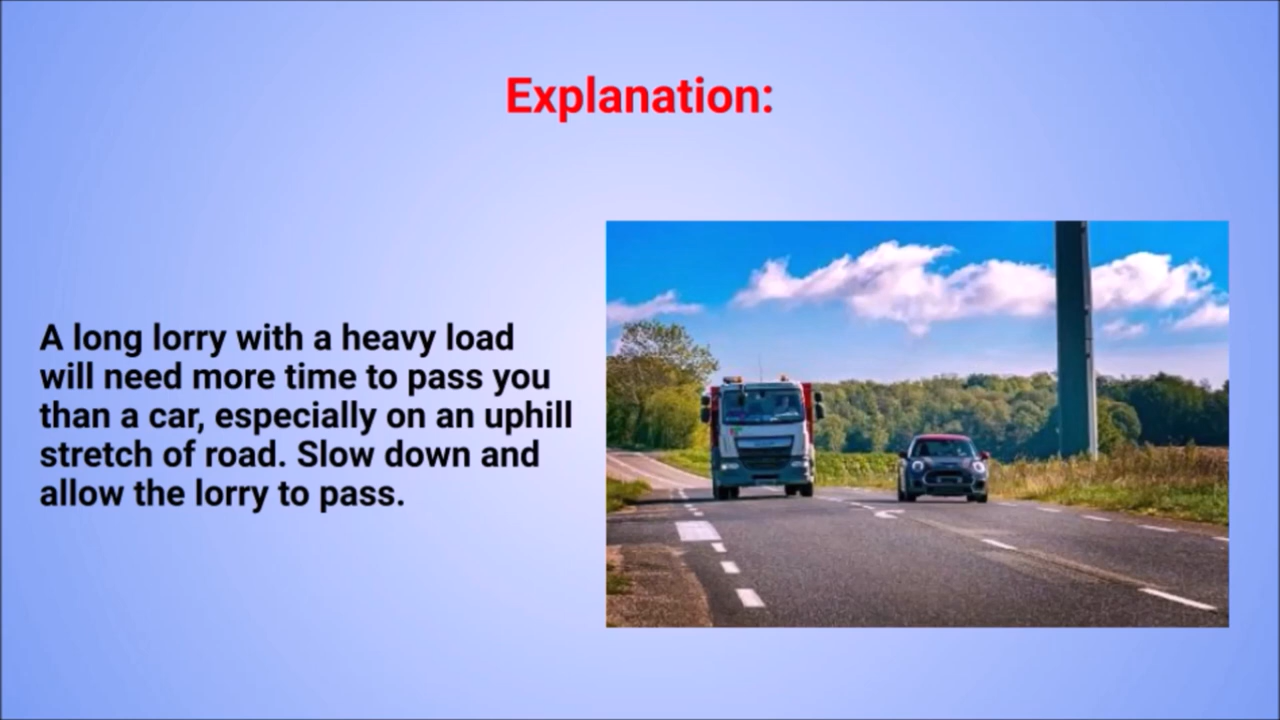 Explanation:
A long lorry with a heavy load
will need more time to pass you
than a car, especially on an uphill
stretch of road. Slow down and
allow the lorry to pass.